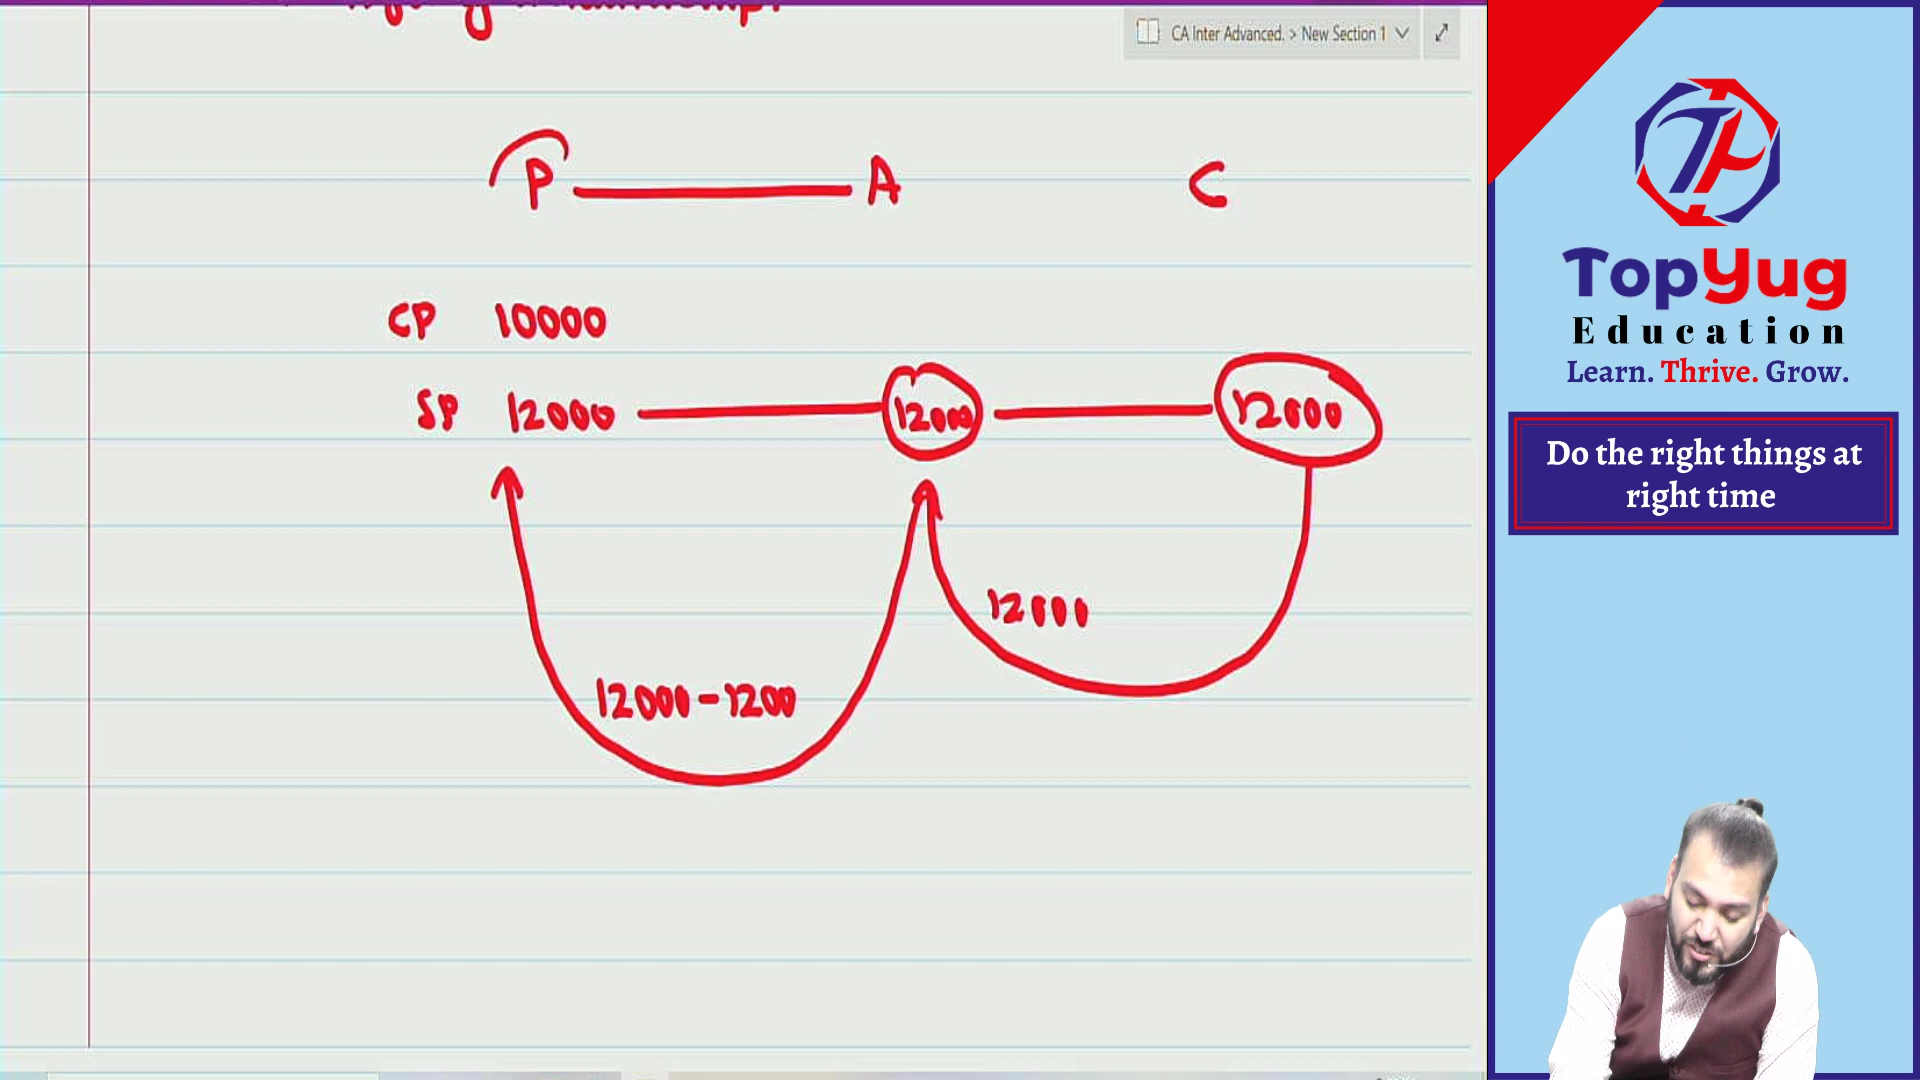 CA Inter Advanced. > New Section 1
P A C
CP 10000
SP 12000 12000 12000
12000
12000-1200
TopYug
Education
Learn. Thrive. Grow.
Do the right things at
right time